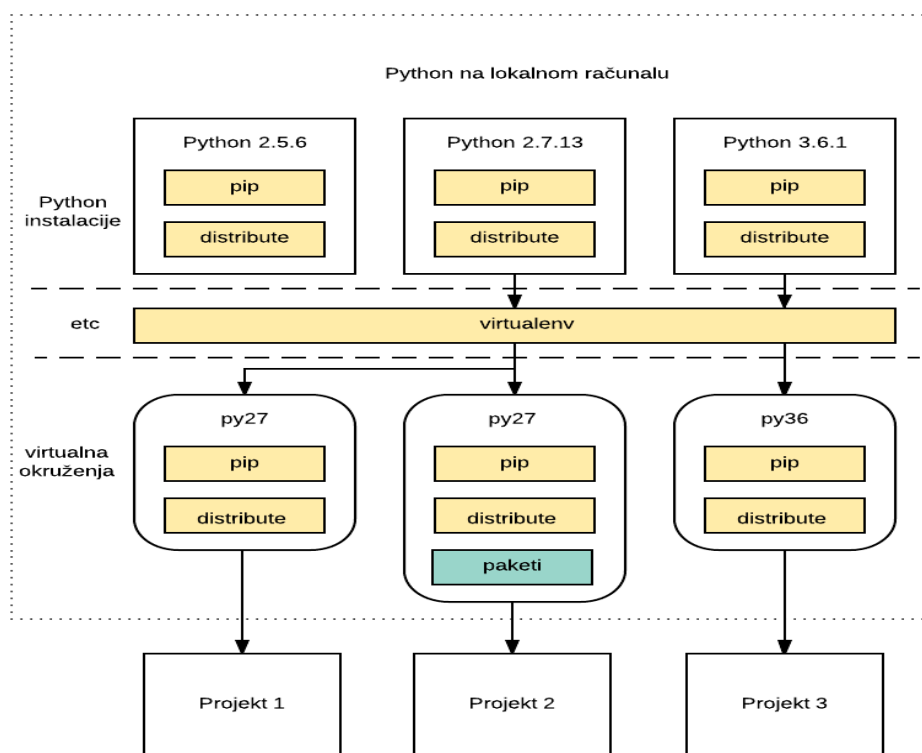 Python na lokalnom računalu
Python 2.5.6
Python 2.7.13
Python 3.6.1
pip
pip
pip
Python
instalacije
distribute
distribute
distribute
etc
virtualenv
py27
py27
py36
virtualna
okruženja
pip
pip
pip
distribute
distribute
distribute
paketi
Projekt 1
Projekt 2
Projekt 3